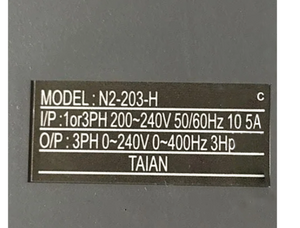 MODEL : N2-203-H C
I/P : 1or3PH 200~240V 50/60Hz 10 5A
O/P : 3PH 0~240V 0~400Hz 3Hp
TAIAN